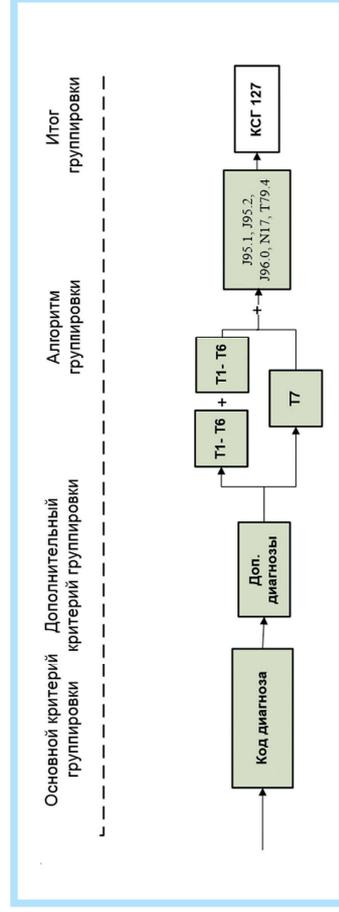 Основной критерий
группировки
Дополнительный
критерий группировки
Алгоритм
группировки
Итог
группировки
Код диагноза
Доп.
диагнозы
T1- T6
+
T1- T6
T7
+
J95.1, J95.2,
J96.0, N17, T79.4
КСГ 127